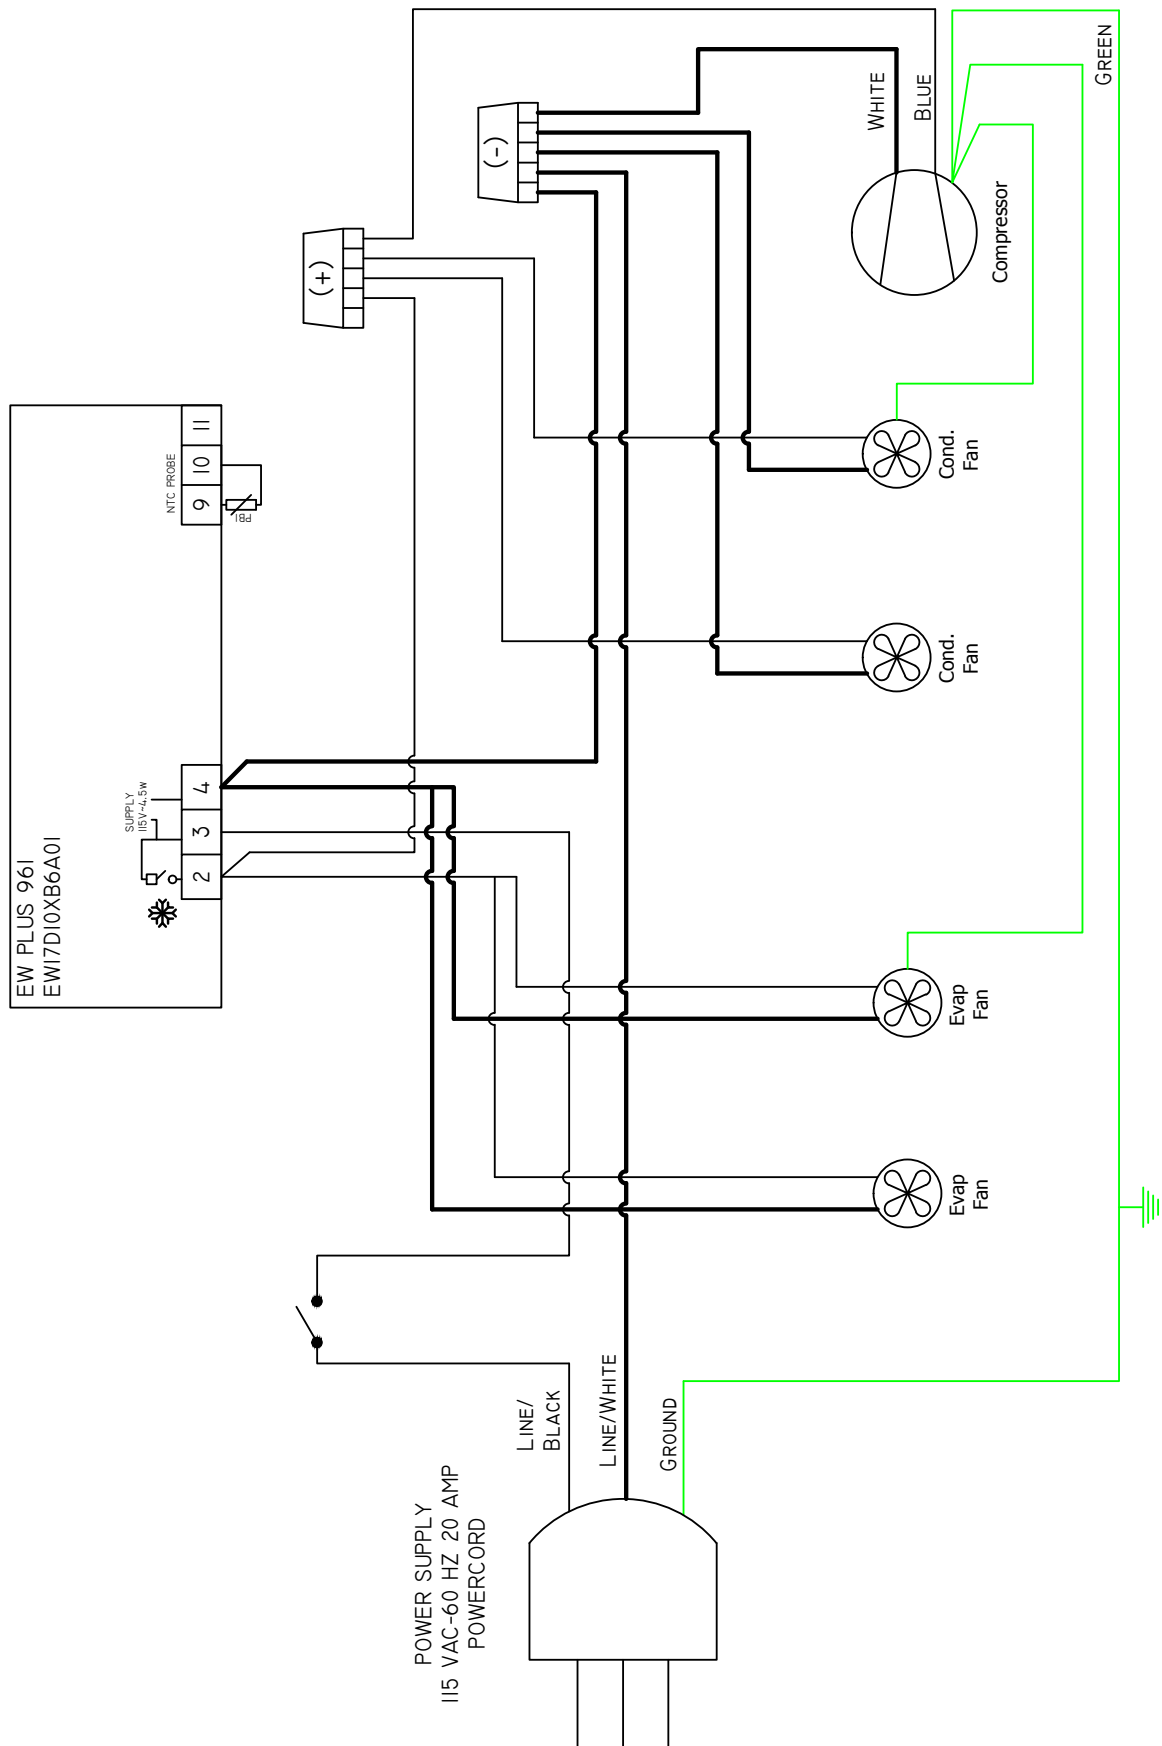 EW PLUS 961
EW17D10XB6A01
SUPPLY
115V~4.5W
2
3
4
NTC PROBE
9
10
11
PB1
(+)
(-)
WHITE
BLUE
GREEN
Compressor
Cond.
Fan
Cond.
Fan
Evap
Fan
Evap
Fan
LINE/
BLACK
LINE/WHITE
GROUND
POWER SUPPLY
115 VAC-60 HZ 20 AMP
POWERCORD